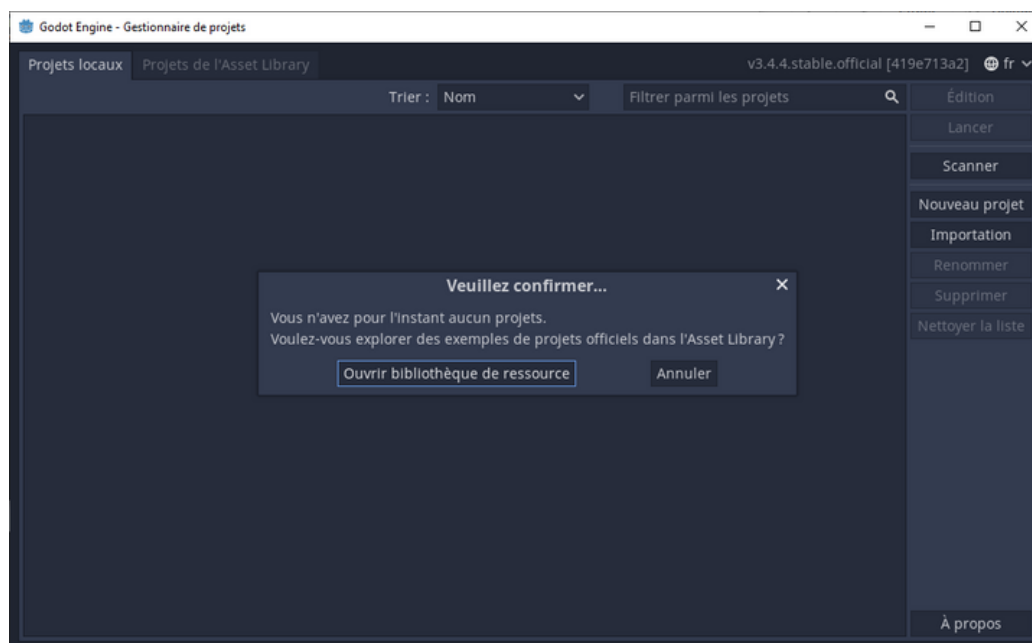 Godot Engine - Gestionnaire de projets
Projets locaux Projets de l'Asset Library v3.4.4.stable.official [419e713a2] fr
Trier : Nom Filtrer parmi les projets Édition
Lancer
Scanner
Nouveau projet
Importation
Renommer
Supprimer
Nettoyer la liste
Veuillez confirmer...
Vous n'avez pour l'instant aucun projets.
Voulez-vous explorer des exemples de projets officiels dans l'Asset Library ?
Ouvrir bibliothèque de ressource Annuler
À propos